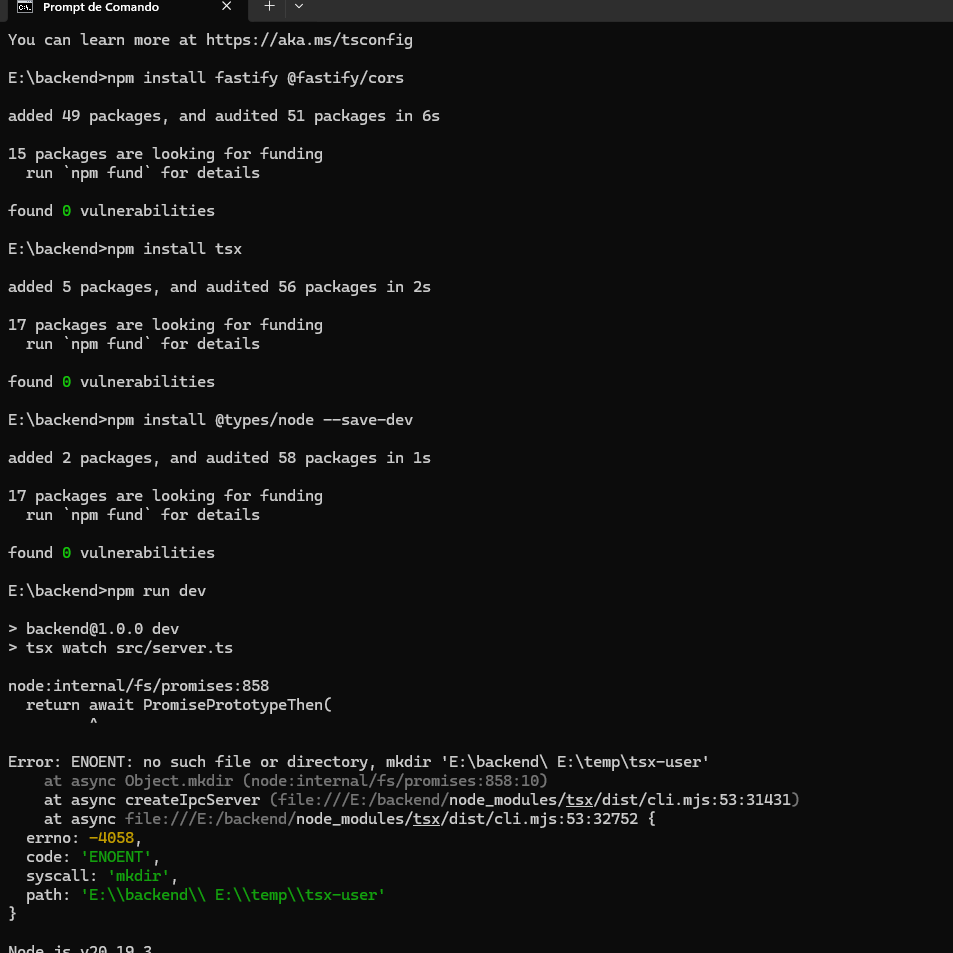 Prompt de Comando
You can learn more at https://aka.ms/tsconfig
E:\backend>npm install fastify @fastify/cors
added 49 packages, and audited 51 packages in 6s
15 packages are looking for funding
  run `npm fund` for details
found 0 vulnerabilities
E:\backend>npm install tsx
added 5 packages, and audited 56 packages in 2s
17 packages are looking for funding
  run `npm fund` for details
found 0 vulnerabilities
E:\backend>npm install @types/node --save-dev
added 2 packages, and audited 58 packages in 1s
17 packages are looking for funding
  run `npm fund` for details
found 0 vulnerabilities
E:\backend>npm run dev
> backend@1.0.0 dev
> tsx watch src/server.ts
node:internal/fs/promises:858
  return await PromisePrototypeThen(
         ^
Error: ENOENT: no such file or directory, mkdir 'E:\backend\ E:\temp\tsx-user'
    at async Object.mkdir (node:internal/fs/promises:858:10)
    at async createIpcServer (file:///E:/backend/node_modules/tsx/dist/cli.mjs:53:31431)
    at async file:///E:/backend/node_modules/tsx/dist/cli.mjs:53:32752 {
  errno: -4058,
  code: 'ENOENT',
  syscall: 'mkdir',
  path: 'E:\\backend\\ E:\\temp\\tsx-user'
}
Node.js v20.19.3